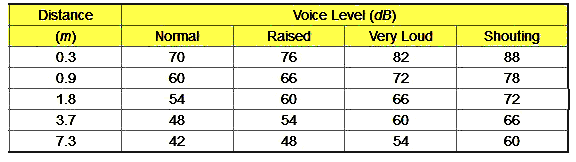 Distance Voice Level (dB)
(m) Normal Raised Very Loud Shouting
0.3 70 76 82 88
0.9 60 66 72 78
1.8 54 60 66 72
3.7 48 54 60 66
7.3 42 48 54 60